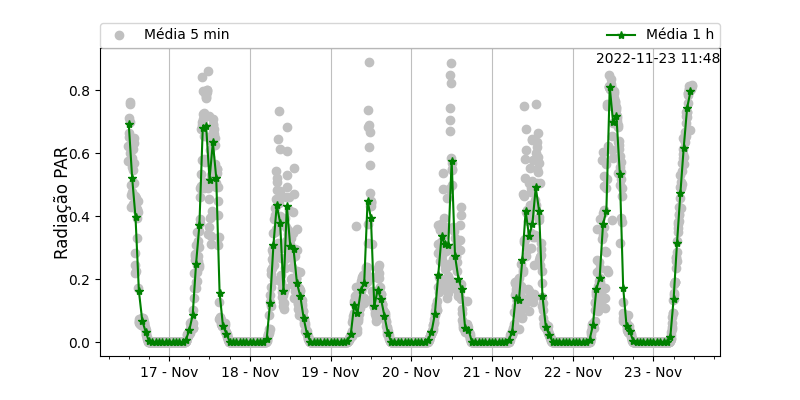 Média 5 min
Média 1 h
2022-11-23 11:48
Radiação PAR
0.8
0.6
0.4
0.2
0.0
17 - Nov
18 - Nov
19 - Nov
20 - Nov
21 - Nov
22 - Nov
23 - Nov